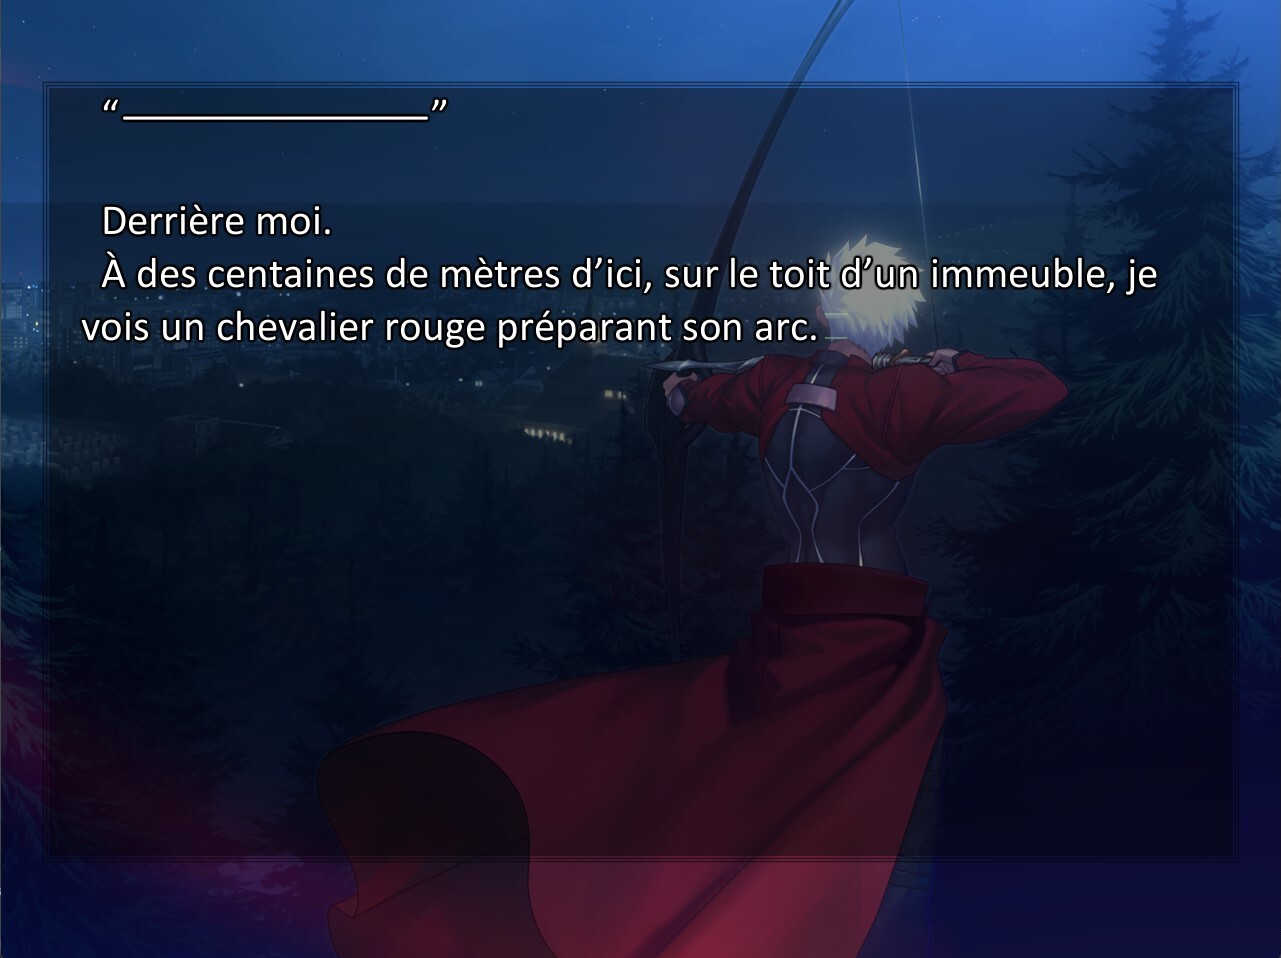 “——————”
Derrière moi.
À des centaines de mètres d’ici, sur le toit d’un immeuble, je
vois un chevalier rouge préparant son arc.